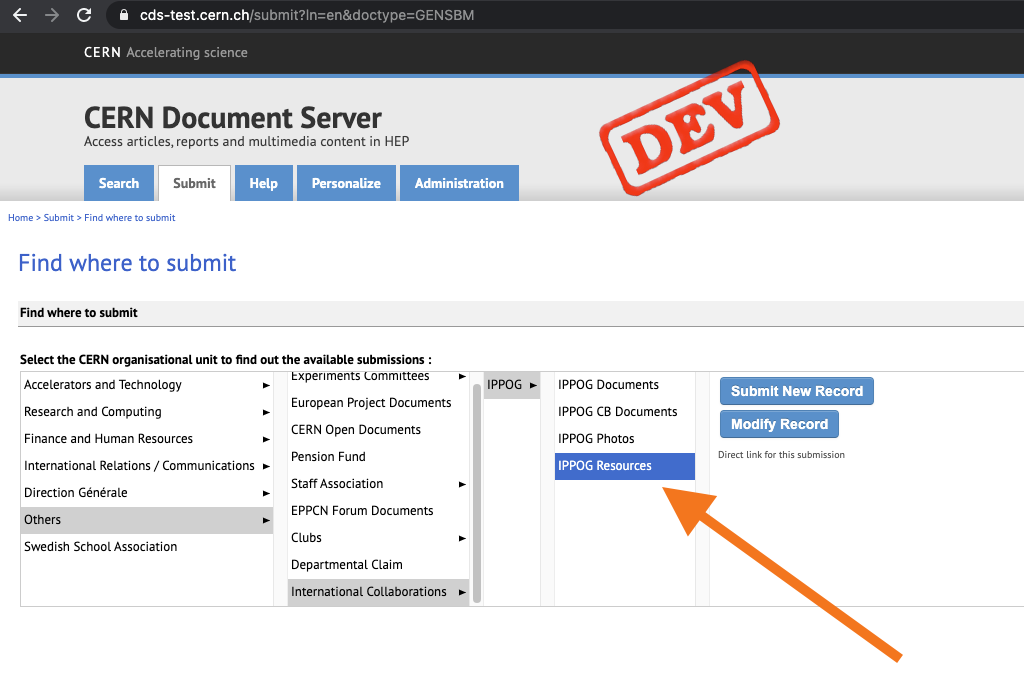 cds-test.cern.ch/submit?ln=en&doctype=GENSBM
CERN Accelerating science
CERN Document Server
Access articles, reports and multimedia content in HEP
DEV
Search Submit Help Personalize Administration
Home > Submit > Find where to submit
Find where to submit
Find where to submit
Select the CERN organisational unit to find out the available submissions :
Accelerators and Technology
Research and Computing
Finance and Human Resources
International Relations / Communications
Direction Générale
Others
Swedish School Association
Experiments Committees
European Project Documents
CERN Open Documents
Pension Fund
Staff Association
EPPCN Forum Documents
Clubs
Departmental Claim
International Collaborations
IPPOG
IPPOG Documents
IPPOG CB Documents
IPPOG Photos
IPPOG Resources
Submit New Record
Modify Record
Direct link for this submission